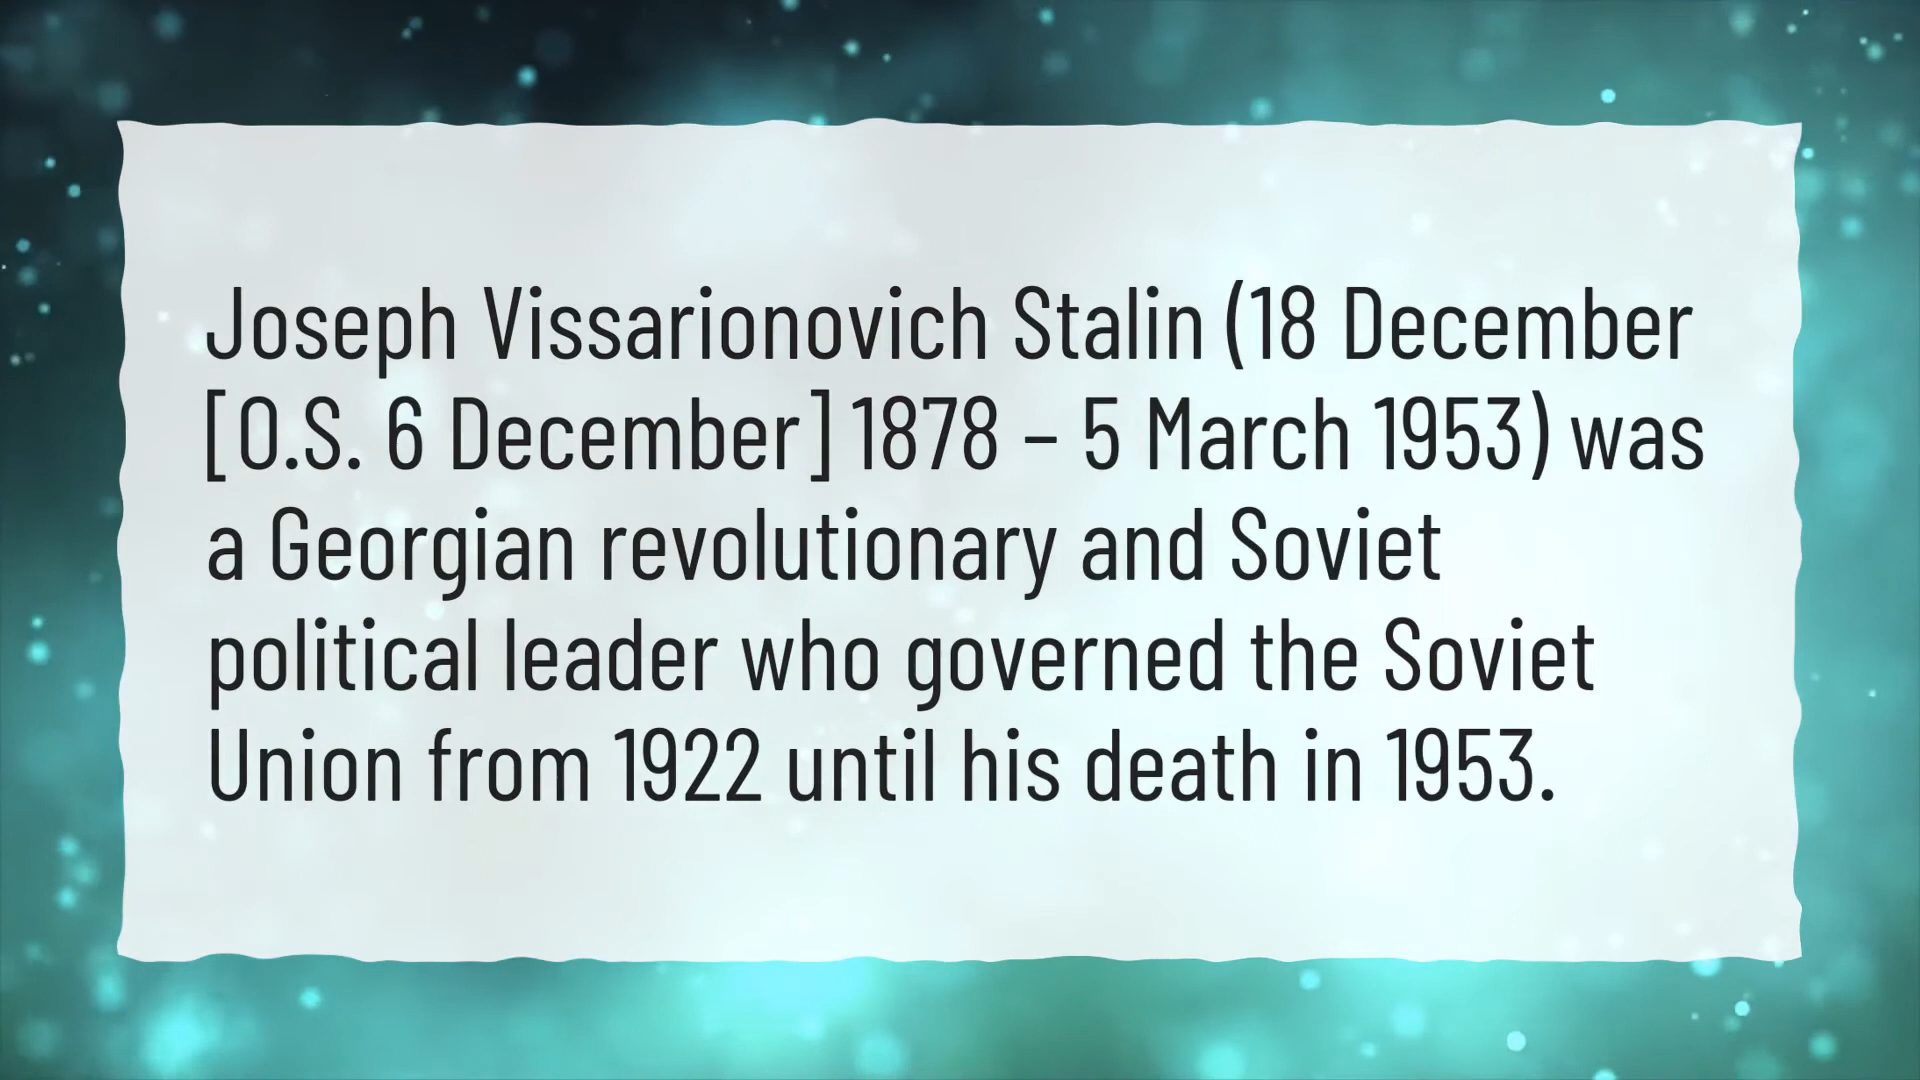 Joseph Vissarionovich Stalin (18 December
[O.S. 6 December] 1878 – 5 March 1953) was
a Georgian revolutionary and Soviet
political leader who governed the Soviet
Union from 1922 until his death in 1953.